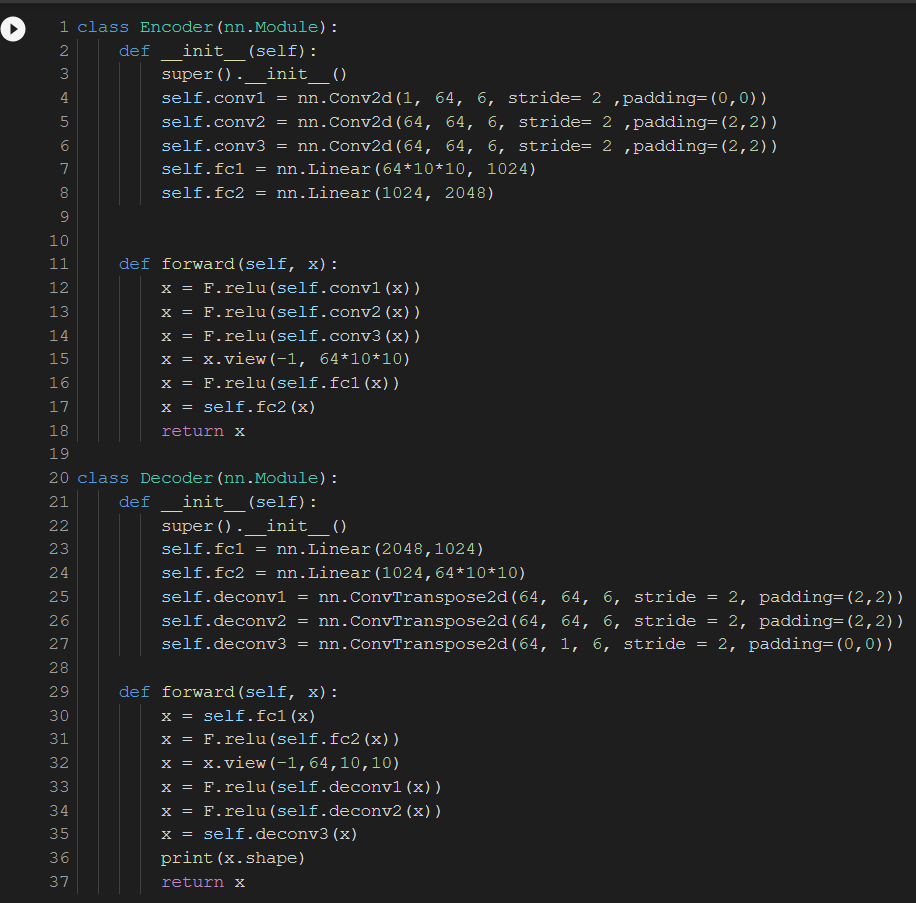 1 class Encoder(nn.Module):
2     def __init__(self):
3         super().__init__()
4         self.conv1 = nn.Conv2d(1, 64, 6, stride= 2 ,padding=(0,0))
5         self.conv2 = nn.Conv2d(64, 64, 6, stride= 2 ,padding=(2,2))
6         self.conv3 = nn.Conv2d(64, 64, 6, stride= 2 ,padding=(2,2))
7         self.fc1 = nn.Linear(64*10*10, 1024)
8         self.fc2 = nn.Linear(1024, 2048)
9
10
11     def forward(self, x):
12         x = F.relu(self.conv1(x))
13         x = F.relu(self.conv2(x))
14         x = F.relu(self.conv3(x))
15         x = x.view(-1, 64*10*10)
16         x = F.relu(self.fc1(x))
17         x = self.fc2(x)
18         return x
19
20 class Decoder(nn.Module):
21     def __init__(self):
22         super().__init__()
23         self.fc1 = nn.Linear(2048,1024)
24         self.fc2 = nn.Linear(1024,64*10*10)
25         self.deconv1 = nn.ConvTranspose2d(64, 64, 6, stride = 2, padding=(2,2))
26         self.deconv2 = nn.ConvTranspose2d(64, 64, 6, stride = 2, padding=(2,2))
27         self.deconv3 = nn.ConvTranspose2d(64, 1, 6, stride = 2, padding=(0,0))
28
29     def forward(self, x):
30         x = self.fc1(x)
31         x = F.relu(self.fc2(x))
32         x = x.view(-1,64,10,10)
33         x = F.relu(self.deconv1(x))
34         x = F.relu(self.deconv2(x))
35         x = self.deconv3(x)
36         print(x.shape)
37         return x